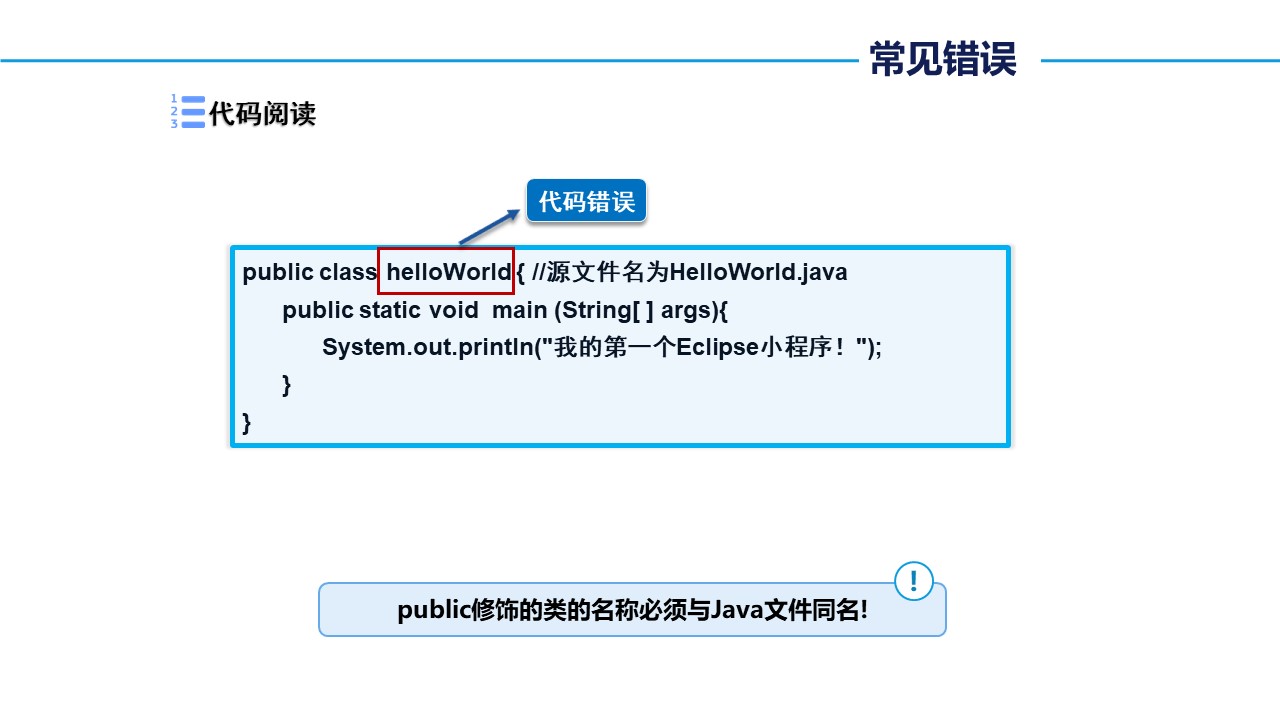 常见错误
1
2
3
代码阅读
代码错误
public class helloWorld{ //源文件名为HelloWorld.java
public static void  main (String[ ] args){
System.out.println("我的第一个Eclipse小程序！");
}
}
!
public修饰的类的名称必须与Java文件同名!